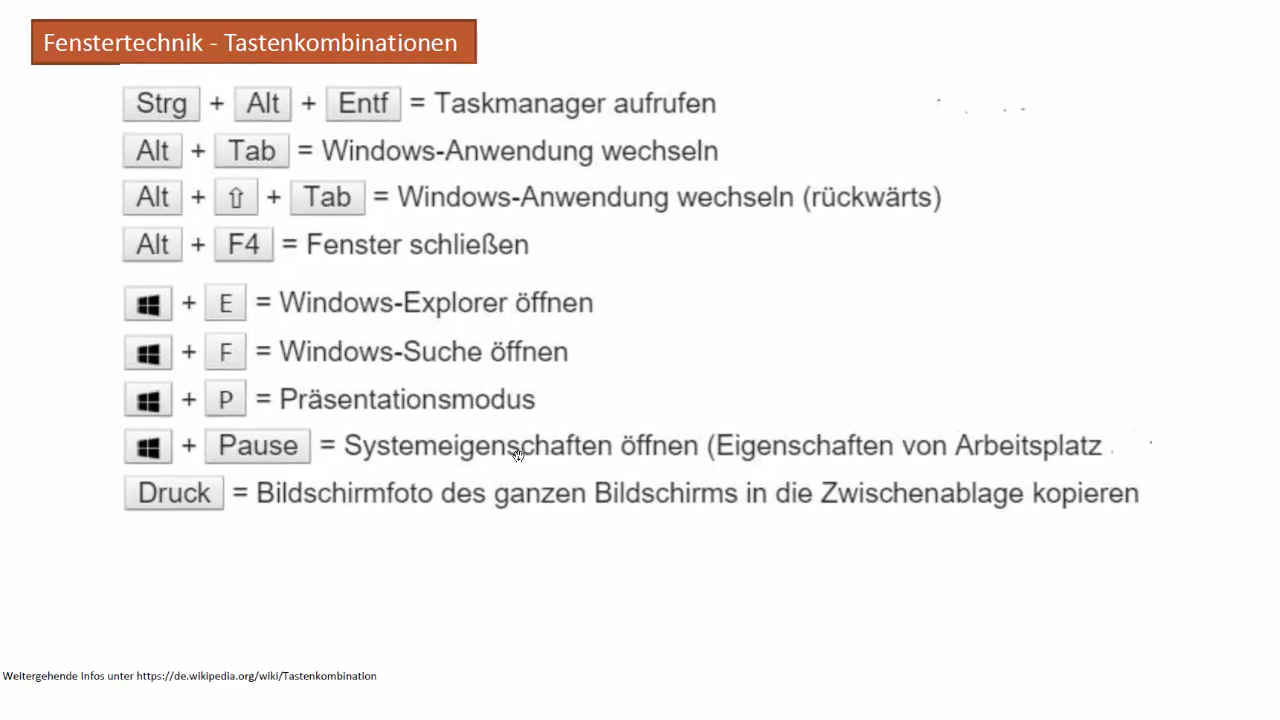 Fenstertechnik - Tastenkombinationen
Strg + Alt + Entf = Taskmanager aufrufen
Alt + Tab = Windows-Anwendung wechseln
Alt + ⇧ + Tab = Windows-Anwendung wechseln (rückwärts)
Alt + F4 = Fenster schließen
+ E = Windows-Explorer öffnen
+ F = Windows-Suche öffnen
+ P = Präsentationsmodus
+ Pause = Systemeigenschaften öffnen (Eigenschaften von Arbeitsplatz
Druck = Bildschirmfoto des ganzen Bildschirms in die Zwischenablage kopieren
Weitergehende Infos unter https://de.wikipedia.org/wiki/Tastenkombination